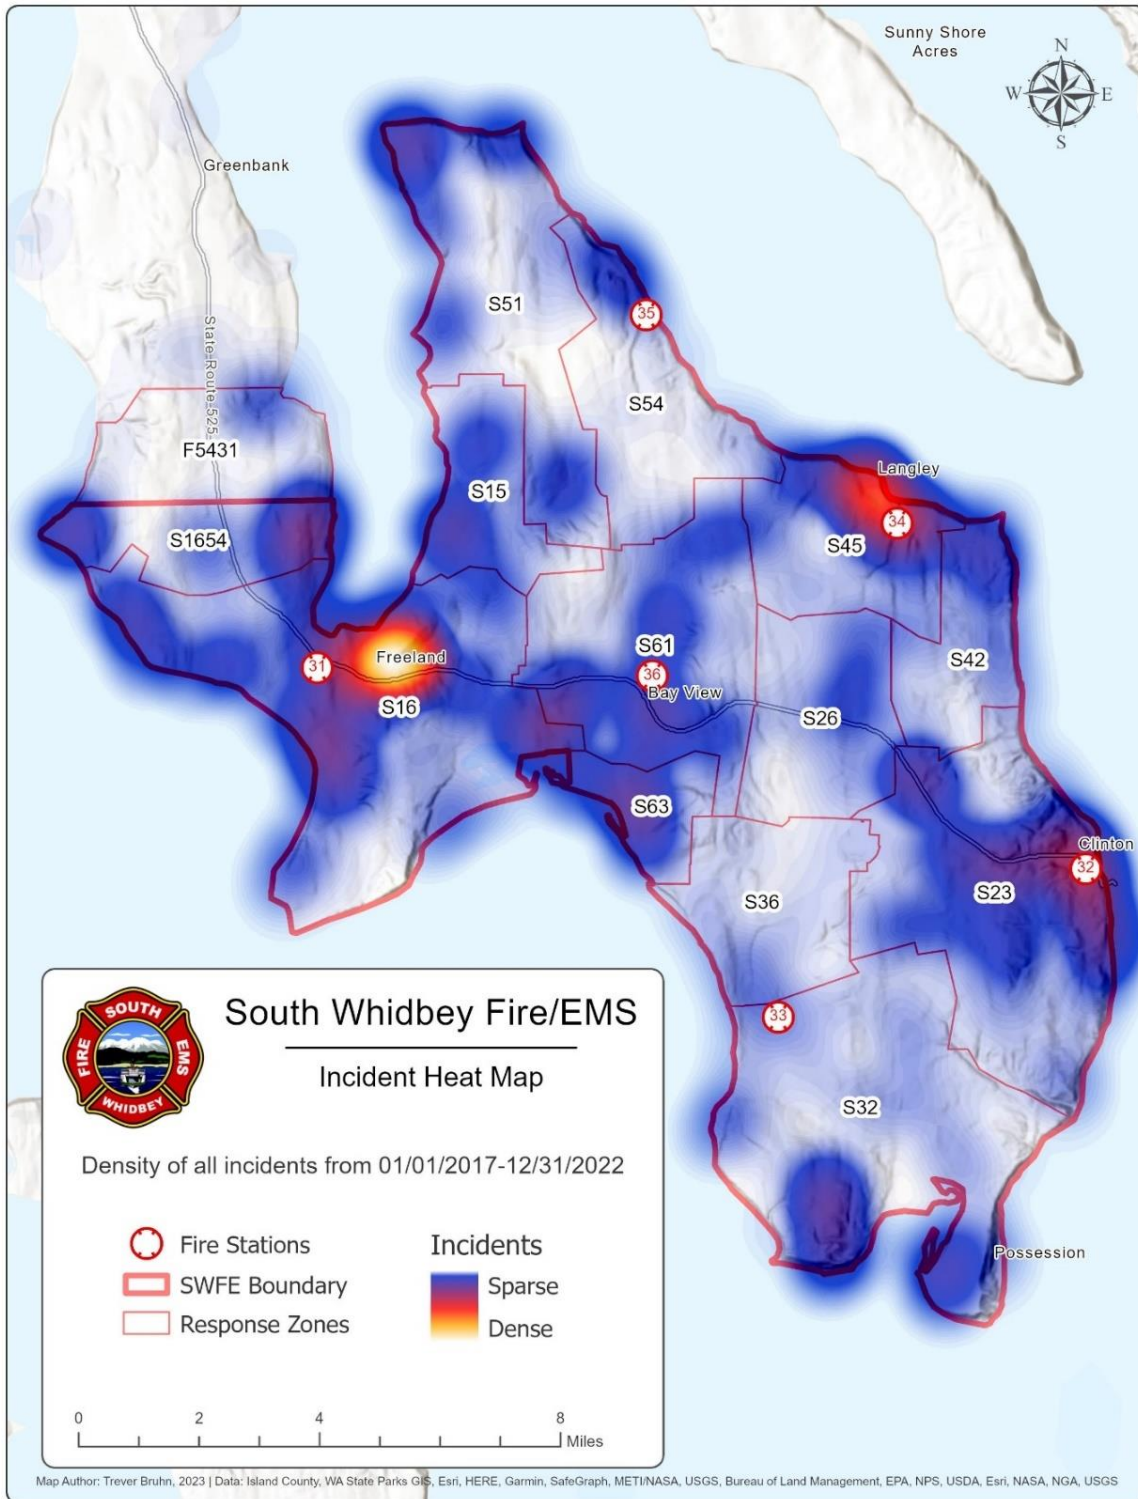 Sunny Shore
Acres
N
W E
S
Greenbank
State Route 525
S51
35
S54
F5431
S15
Langley
34
S1654
S45
S61
S42
31
Freeland
36
Bay View
S16
S26
S63
Clinton
32
S23
S36
33
S32
Possession
SOUTH
FIRE EMS
WHIDBEY
South Whidbey Fire/EMS
Incident Heat Map
Density of all incidents from 01/01/2017-12/31/2022
Fire Stations
SWFE Boundary
Response Zones
Incidents
Sparse
Dense
0 2 4 8
Miles
Map Author: Trever Bruhn, 2023 | Data: Island County, WA State Parks GIS, Esri, HERE, Garmin, SafeGraph, METI/NASA, USGS, Bureau of Land Management, EPA, NPS, USDA, Esri, NASA, NGA, USGS